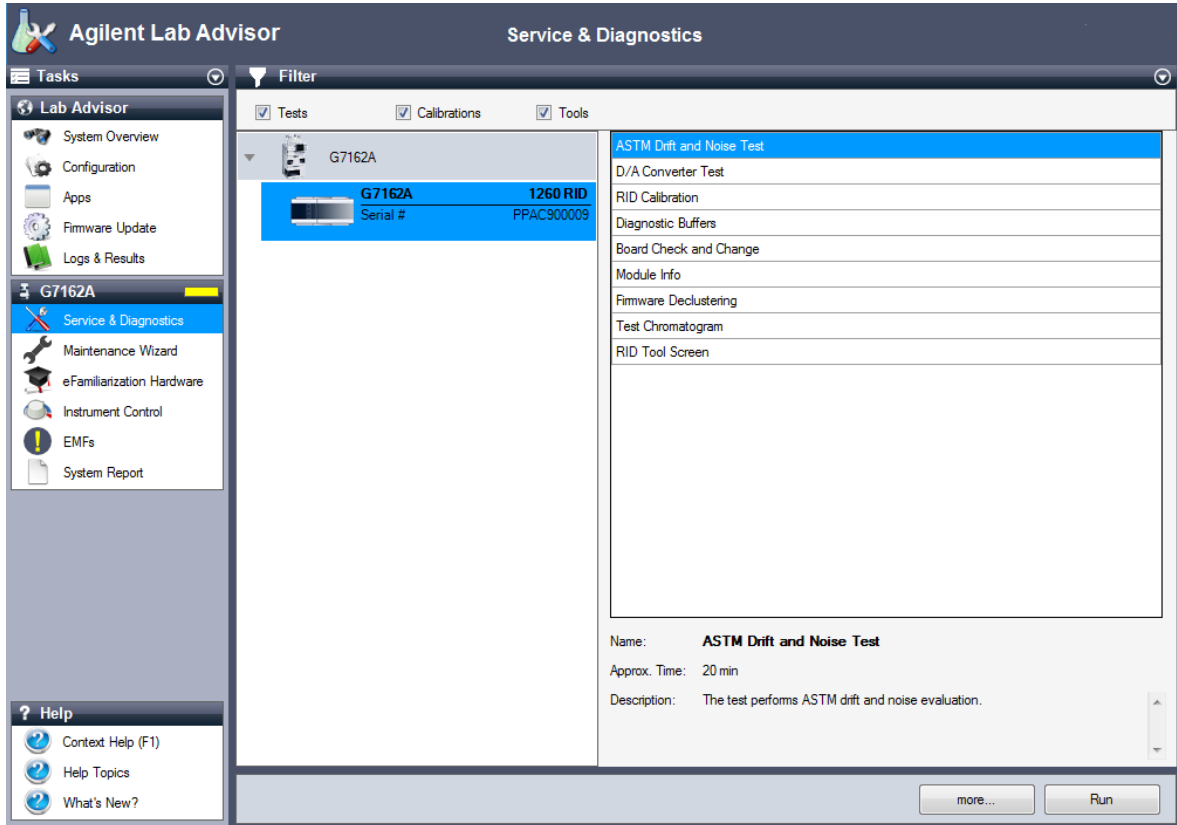 Agilent Lab Advisor
Service & Diagnostics
Tasks
Filter
Lab Advisor
System Overview
Configuration
Apps
Firmware Update
Logs & Results
G7162A
Service & Diagnostics
Maintenance Wizard
eFamiliarization Hardware
Instrument Control
EMFs
System Report
? Help
Context Help (F1)
Help Topics
What's New?
Tests Calibrations Tools
G7162A
G7162A 1260 RID
Serial # PPAC900009
ASTM Drift and Noise Test
D/A Converter Test
RID Calibration
Diagnostic Buffers
Board Check and Change
Module Info
Firmware Declustering
Test Chromatogram
RID Tool Screen
Name: ASTM Drift and Noise Test
Approx. Time: 20 min
Description: The test performs ASTM drift and noise evaluation.
more... Run